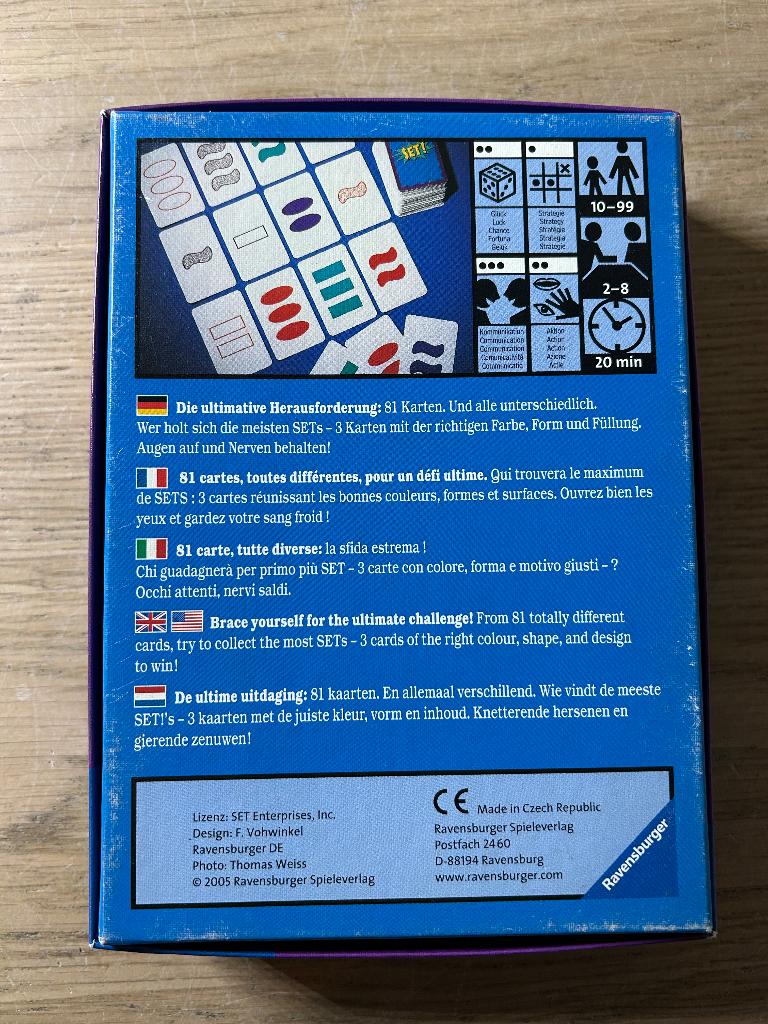 SET!
Glück
Luck
Chance
Fortuna
Geluk
Strategie
Strategy
Stratégie
Strategia
Strategie
10–99
2–8
Kommunikation
Communication
Communication
Comunicatività
Communicatie
Aktion
Action
Action
Azione
Actie
20 min
Die ultimative Herausforderung: 81 Karten. Und alle unterschiedlich.
Wer holt sich die meisten SETs – 3 Karten mit der richtigen Farbe, Form und Füllung.
Augen auf und Nerven behalten!
81 cartes, toutes différentes, pour un défi ultime. Qui trouvera le maximum
de SETS : 3 cartes réunissant les bonnes couleurs, formes et surfaces. Ouvrez bien les
yeux et gardez votre sang froid !
81 carte, tutte diverse: la sfida estrema !
Chi guadagnerà per primo più SET – 3 carte con colore, forma e motivo giusti – ?
Occhi attenti, nervi saldi.
Brace yourself for the ultimate challenge! From 81 totally different
cards, try to collect the most SETs – 3 cards of the right colour, shape, and design
to win!
De ultime uitdaging: 81 kaarten. En allemaal verschillend. Wie vindt de meeste
SET!'s – 3 kaarten met de juiste kleur, vorm en inhoud. Knetterende hersenen en
gierende zenuwen!
Lizenz: SET Enterprises, Inc.
Design: F. Vohwinkel
Ravensburger DE
Photo: Thomas Weiss
© 2005 Ravensburger Spieleverlag
CE Made in Czech Republic
Ravensburger Spieleverlag
Postfach 24 60
D-88194 Ravensburg
www.ravensburger.com
Ravensburger